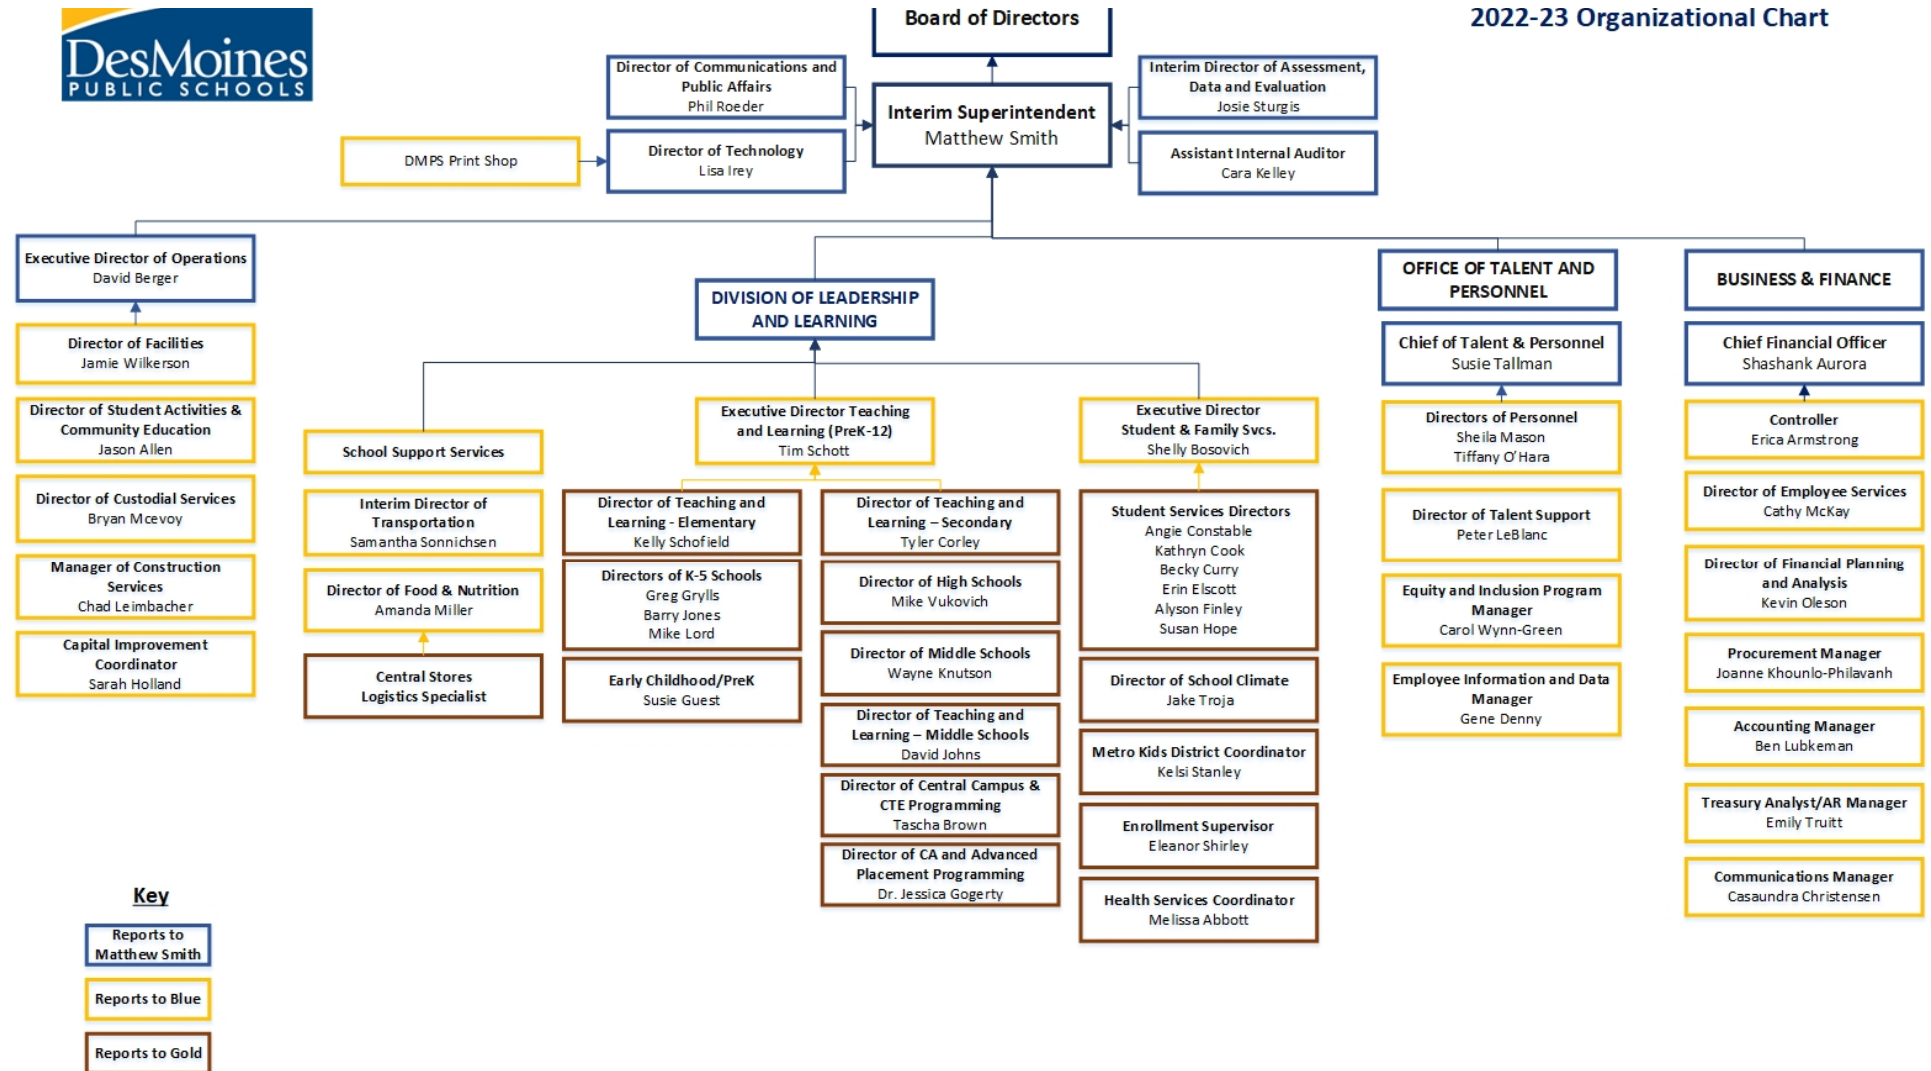 DesMoines
PUBLIC SCHOOLS
Board of Directors
2022-23 Organizational Chart
Director of Communications and
Public Affairs
Phil Roeder
Interim Superintendent
Matthew Smith
Interim Director of Assessment,
Data and Evaluation
Josie Sturgis
DMPS Print Shop
Director of Technology
Lisa Irey
Assistant Internal Auditor
Cara Kelley
Executive Director of Operations
David Berger
Director of Facilities
Jamie Wilkerson
Director of Student Activities &
Community Education
Jason Allen
Director of Custodial Services
Bryan Mcevoy
Manager of Construction
Services
Chad Leimbacher
Capital Improvement
Coordinator
Sarah Holland
DIVISION OF LEADERSHIP
AND LEARNING
School Support Services
Interim Director of
Transportation
Samantha Sonnichsen
Director of Food & Nutrition
Amanda Miller
Central Stores
Logistics Specialist
Executive Director Teaching
and Learning (PreK-12)
Tim Schott
Director of Teaching and
Learning - Elementary
Kelly Schofield
Directors of K-5 Schools
Greg Grylls
Barry Jones
Mike Lord
Early Childhood/PreK
Susie Guest
Director of Teaching and
Learning – Secondary
Tyler Corley
Director of High Schools
Mike Vukovich
Director of Middle Schools
Wayne Knutson
Director of Teaching and
Learning – Middle Schools
David Johns
Director of Central Campus &
CTE Programming
Tascha Brown
Director of CA and Advanced
Placement Programming
Dr. Jessica Gogerty
Executive Director
Student & Family Svcs.
Shelly Bosovich
Student Services Directors
Angie Constable
Kathryn Cook
Becky Curry
Erin Elscott
Alyson Finley
Susan Hope
Director of School Climate
Jake Troja
Metro Kids District Coordinator
Kelsi Stanley
Enrollment Supervisor
Eleanor Shirley
Health Services Coordinator
Melissa Abbott
OFFICE OF TALENT AND
PERSONNEL
Chief of Talent & Personnel
Susie Tallman
Directors of Personnel
Sheila Mason
Tiffany O'Hara
Director of Talent Support
Peter LeBlanc
Equity and Inclusion Program
Manager
Carol Wynn-Green
Employee Information and Data
Manager
Gene Denny
BUSINESS & FINANCE
Chief Financial Officer
Shashank Aurora
Controller
Erica Armstrong
Director of Employee Services
Cathy McKay
Director of Financial Planning
and Analysis
Kevin Oleson
Procurement Manager
Joanne Khounlo-Philavanh
Accounting Manager
Ben Lubkeman
Treasury Analyst/AR Manager
Emily Truitt
Communications Manager
Casaundra Christensen
Key
Reports to
Matthew Smith
Reports to Blue
Reports to Gold